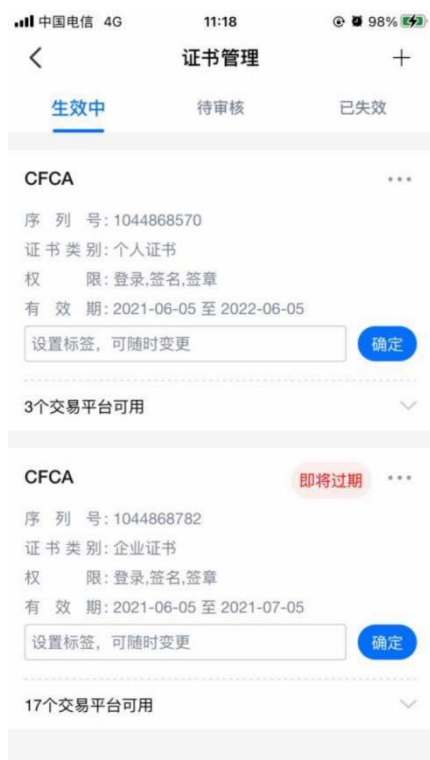 中国电信 4G 11:18 98%
证书管理
生效中 待审核 已失效
CFCA
序列号:1044868570
证书类别:个人证书
权限:登录,签名,签章
有效期:2021-06-05 至 2022-06-05
设置标签，可随时变更 确定
3个交易平台可用
CFCA 即将过期
序列号:1044868782
证书类别:企业证书
权限:登录,签名,签章
有效期:2021-06-05 至 2021-07-05
设置标签，可随时变更 确定
17个交易平台可用